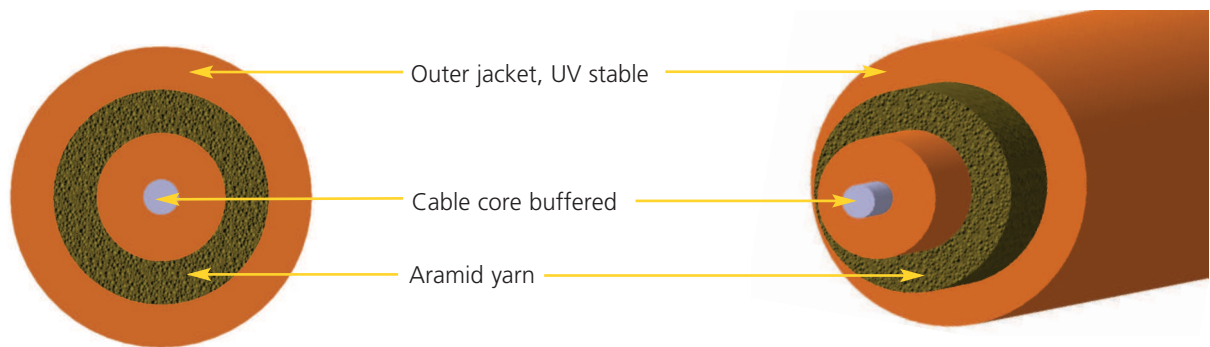 Outer jacket, UV stable
Cable core buffered
Aramid yarn